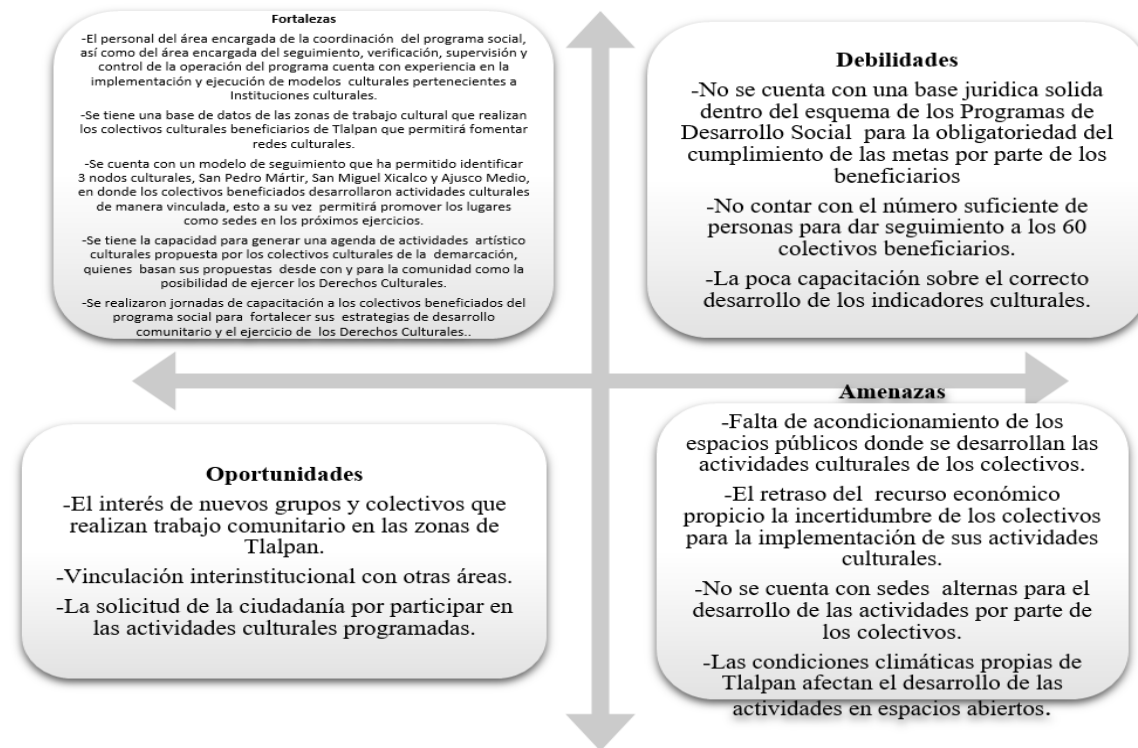 Fortalezas
-El personal del área encargada de la coordinación del programa social,
así como del área encargada del seguimiento, verificación, supervisión y
control de la operación del programa cuenta con experiencia en la
implementación y ejecución de modelos culturales pertenecientes a
Instituciones culturales.
-Se tiene una base de datos de las zonas de trabajo cultural que realizan
los colectivos culturales beneficiarios de Tlalpan que permitirá fomentar
redes culturales.
-Se cuenta con un modelo de seguimiento que ha permitido identificar
3 nodos culturales, San Pedro Mártir, San Miguel Xicalco y Ajusco Medio,
en donde los colectivos beneficiados desarrollaron actividades culturales
de manera vinculada, esto a su vez permitirá promover los lugares
como sedes en los próximos ejercicios.
-Se tiene la capacidad para generar una agenda de actividades artístico
culturales propuesta por los colectivos culturales de la demarcación,
quienes basan sus propuestas desde con y para la comunidad como la
posibilidad de ejercer los Derechos Culturales.
-Se realizaron jornadas de capacitación a los colectivos beneficiados del
programa social para fortalecer sus estrategias de desarrollo
comunitario y el ejercicio de los Derechos Culturales..
Debilidades
-No se cuenta con una base juridica solida
dentro del esquema de los Programas de
Desarrollo Social para la obligatoriedad del
cumplimiento de las metas por parte de los
beneficiarios
-No contar con el número suficiente de
personas para dar seguimiento a los 60
colectivos beneficiarios.
-La poca capacitación sobre el correcto
desarrollo de los indicadores culturales.
Oportunidades
-El interés de nuevos grupos y colectivos que
realizan trabajo comunitario en las zonas de
Tlalpan.
-Vinculación interinstitucional con otras áreas.
-La solicitud de la ciudadanía por participar en
las actividades culturales programadas.
Amenazas
-Falta de acondicionamiento de los
espacios públicos donde se desarrollan las
actividades culturales de los colectivos.
-El retraso del recurso económico
propicio la incertidumbre de los colectivos
para la implementación de sus actividades
culturales.
-No se cuenta con sedes alternas para el
desarrollo de las actividades por parte de
los colectivos.
-Las condiciones climáticas propias de
Tlalpan afectan el desarrollo de las
actividades en espacios abiertos.